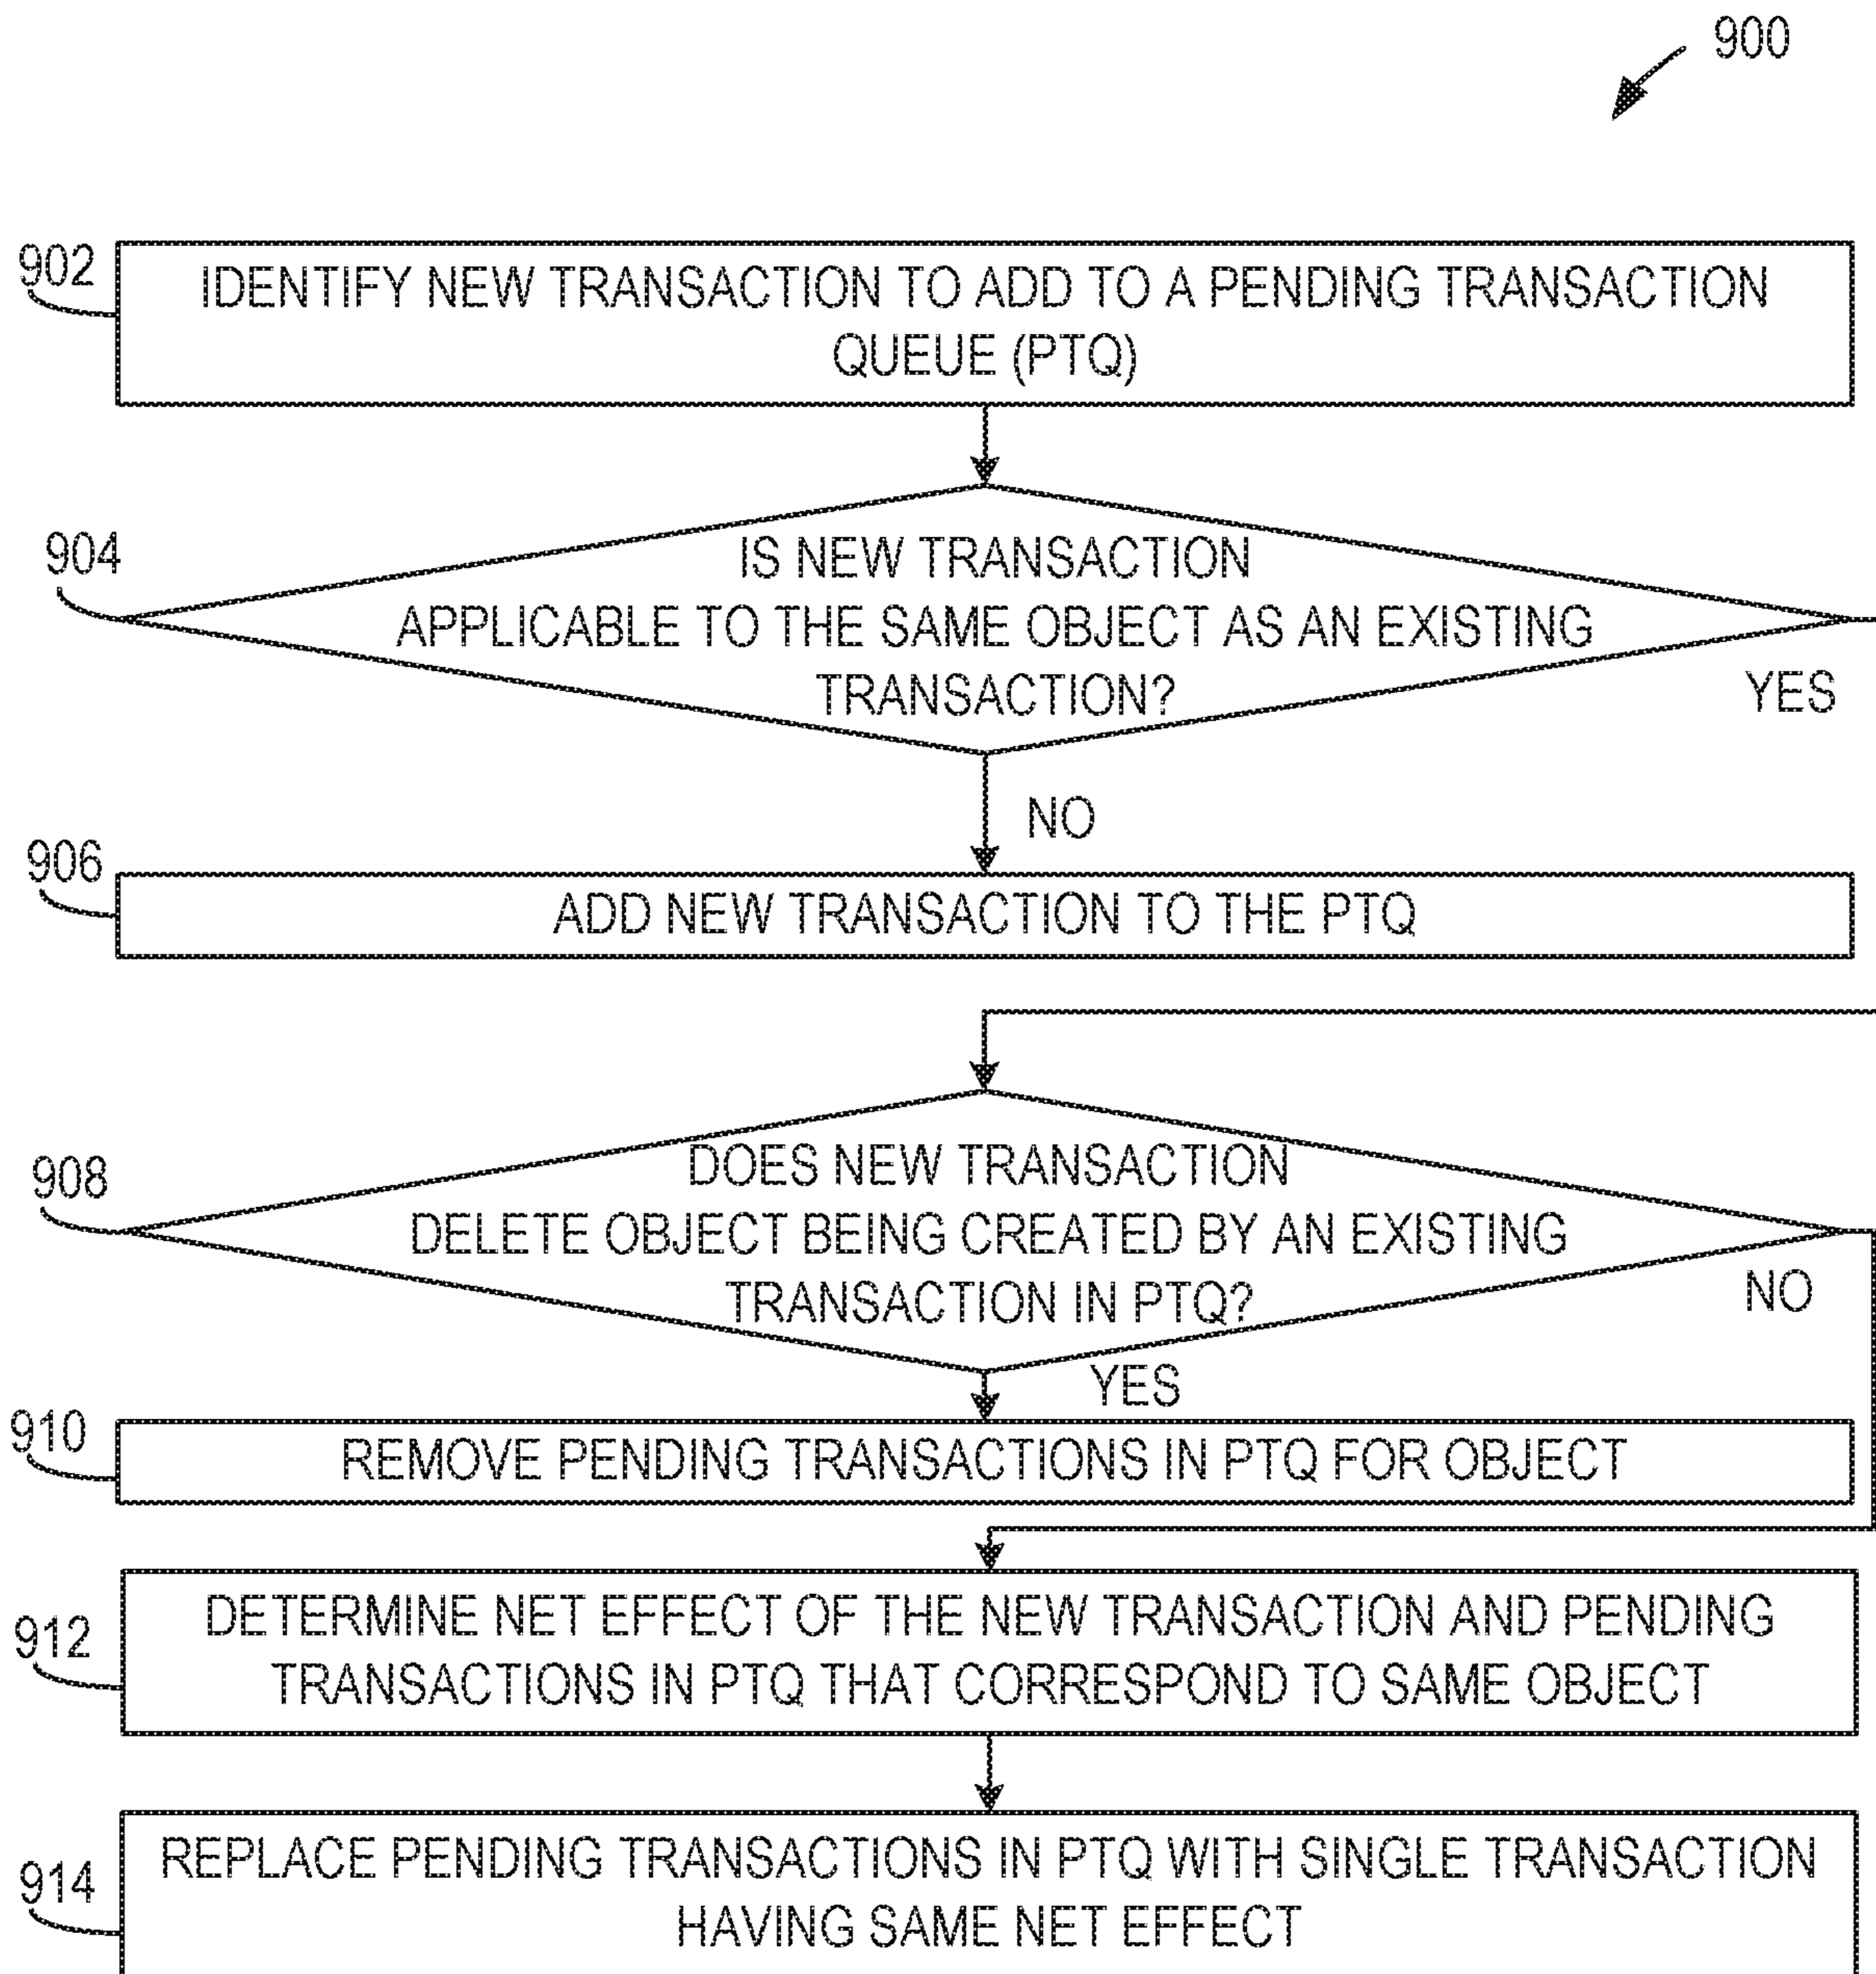 900
902
IDENTIFY NEW TRANSACTION TO ADD TO A PENDING TRANSACTION
QUEUE (PTQ)
904
IS NEW TRANSACTION
APPLICABLE TO THE SAME OBJECT AS AN EXISTING
TRANSACTION?
YES
NO
906
ADD NEW TRANSACTION TO THE PTQ
908
DOES NEW TRANSACTION
DELETE OBJECT BEING CREATED BY AN EXISTING
TRANSACTION IN PTQ?
NO
YES
910
REMOVE PENDING TRANSACTIONS IN PTQ FOR OBJECT
912
DETERMINE NET EFFECT OF THE NEW TRANSACTION AND PENDING
TRANSACTIONS IN PTQ THAT CORRESPOND TO SAME OBJECT
914
REPLACE PENDING TRANSACTIONS IN PTQ WITH SINGLE TRANSACTION
HAVING SAME NET EFFECT